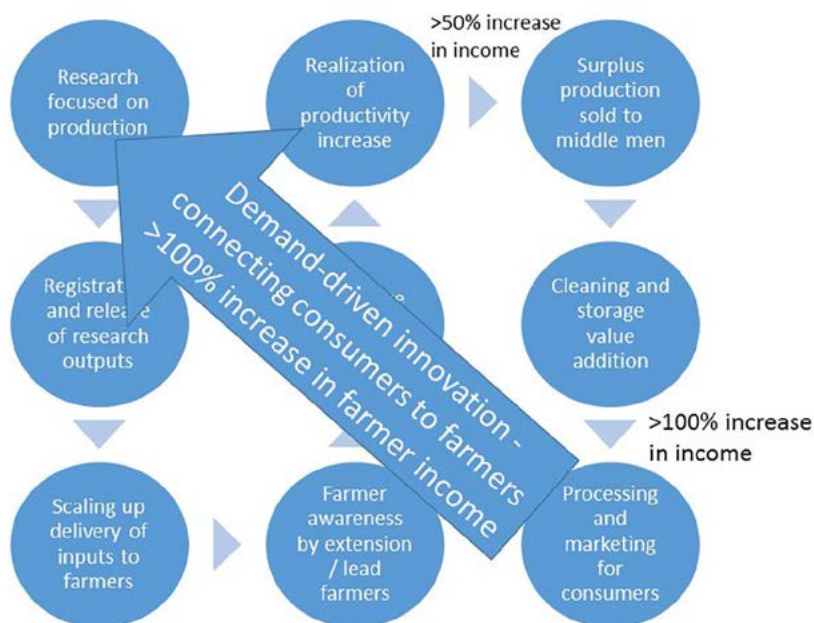 Research
focused on
production
Realization
of
productivity
increase
>50% increase
in income
Surplus
production
sold to
middle men
Registration
and release
of research
outputs
&
Cleaning and
storage
value
addition
>100% increase
in income
Scaling up
delivery of
inputs to
farmers
Farmer
awareness
by extension
/ lead
farmers
Processing
and
marketing
for
consumers
Demand-driven innovation -
connecting consumers to farmers
>100% increase in farmer income